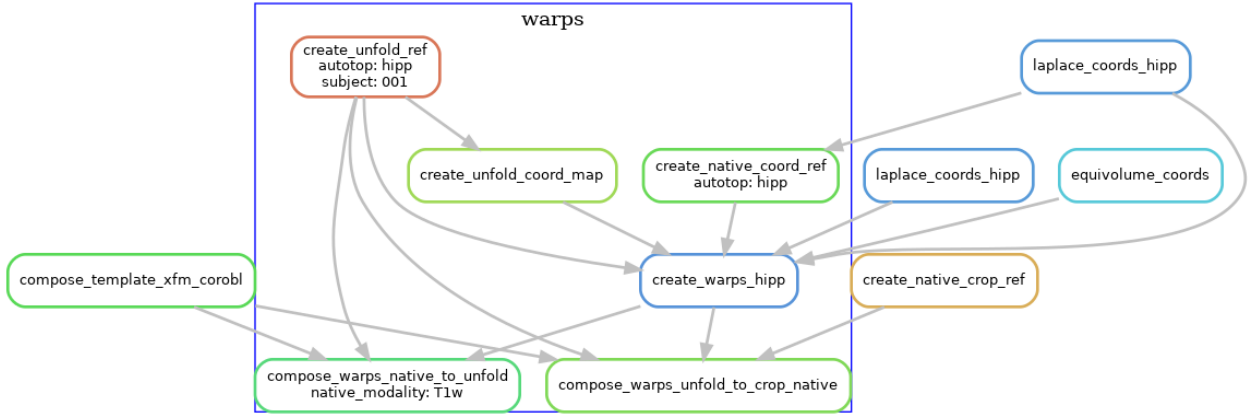 warps
create_unfold_ref
autotop: hipp
subject: 001
laplace_coords_hipp
create_unfold_coord_map
create_native_coord_ref
autotop: hipp
laplace_coords_hipp
equivolume_coords
compose_template_xfm_corobl
create_warps_hipp
create_native_crop_ref
compose_warps_native_to_unfold
native_modality: T1w
compose_warps_unfold_to_crop_native